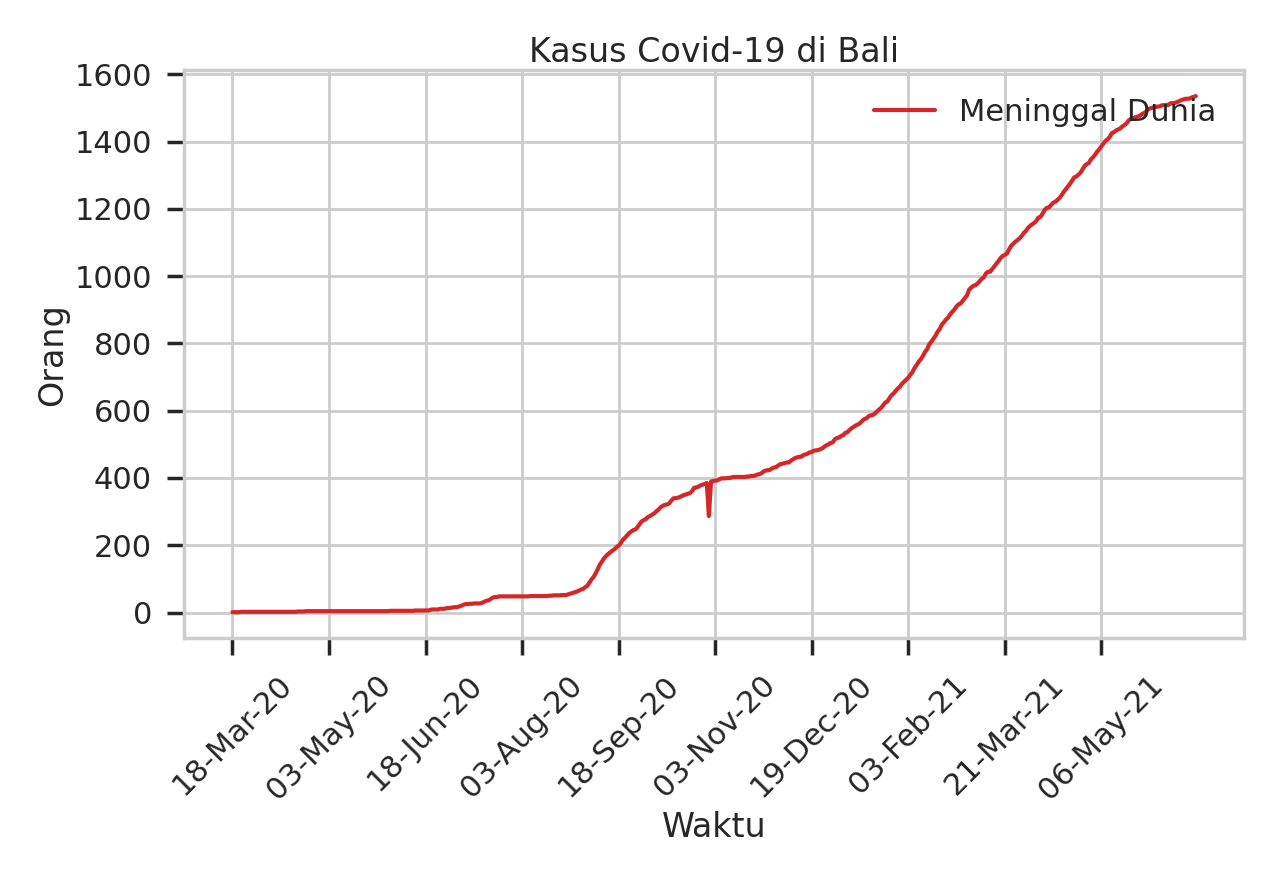 Kasus Covid-19 di Bali
Meninggal Dunia
1600
1400
1200
1000
800
600
400
200
0
Orang
18-Mar-20
03-May-20
18-Jun-20
03-Aug-20
18-Sep-20
03-Nov-20
19-Dec-20
03-Feb-21
21-Mar-21
06-May-21
Waktu